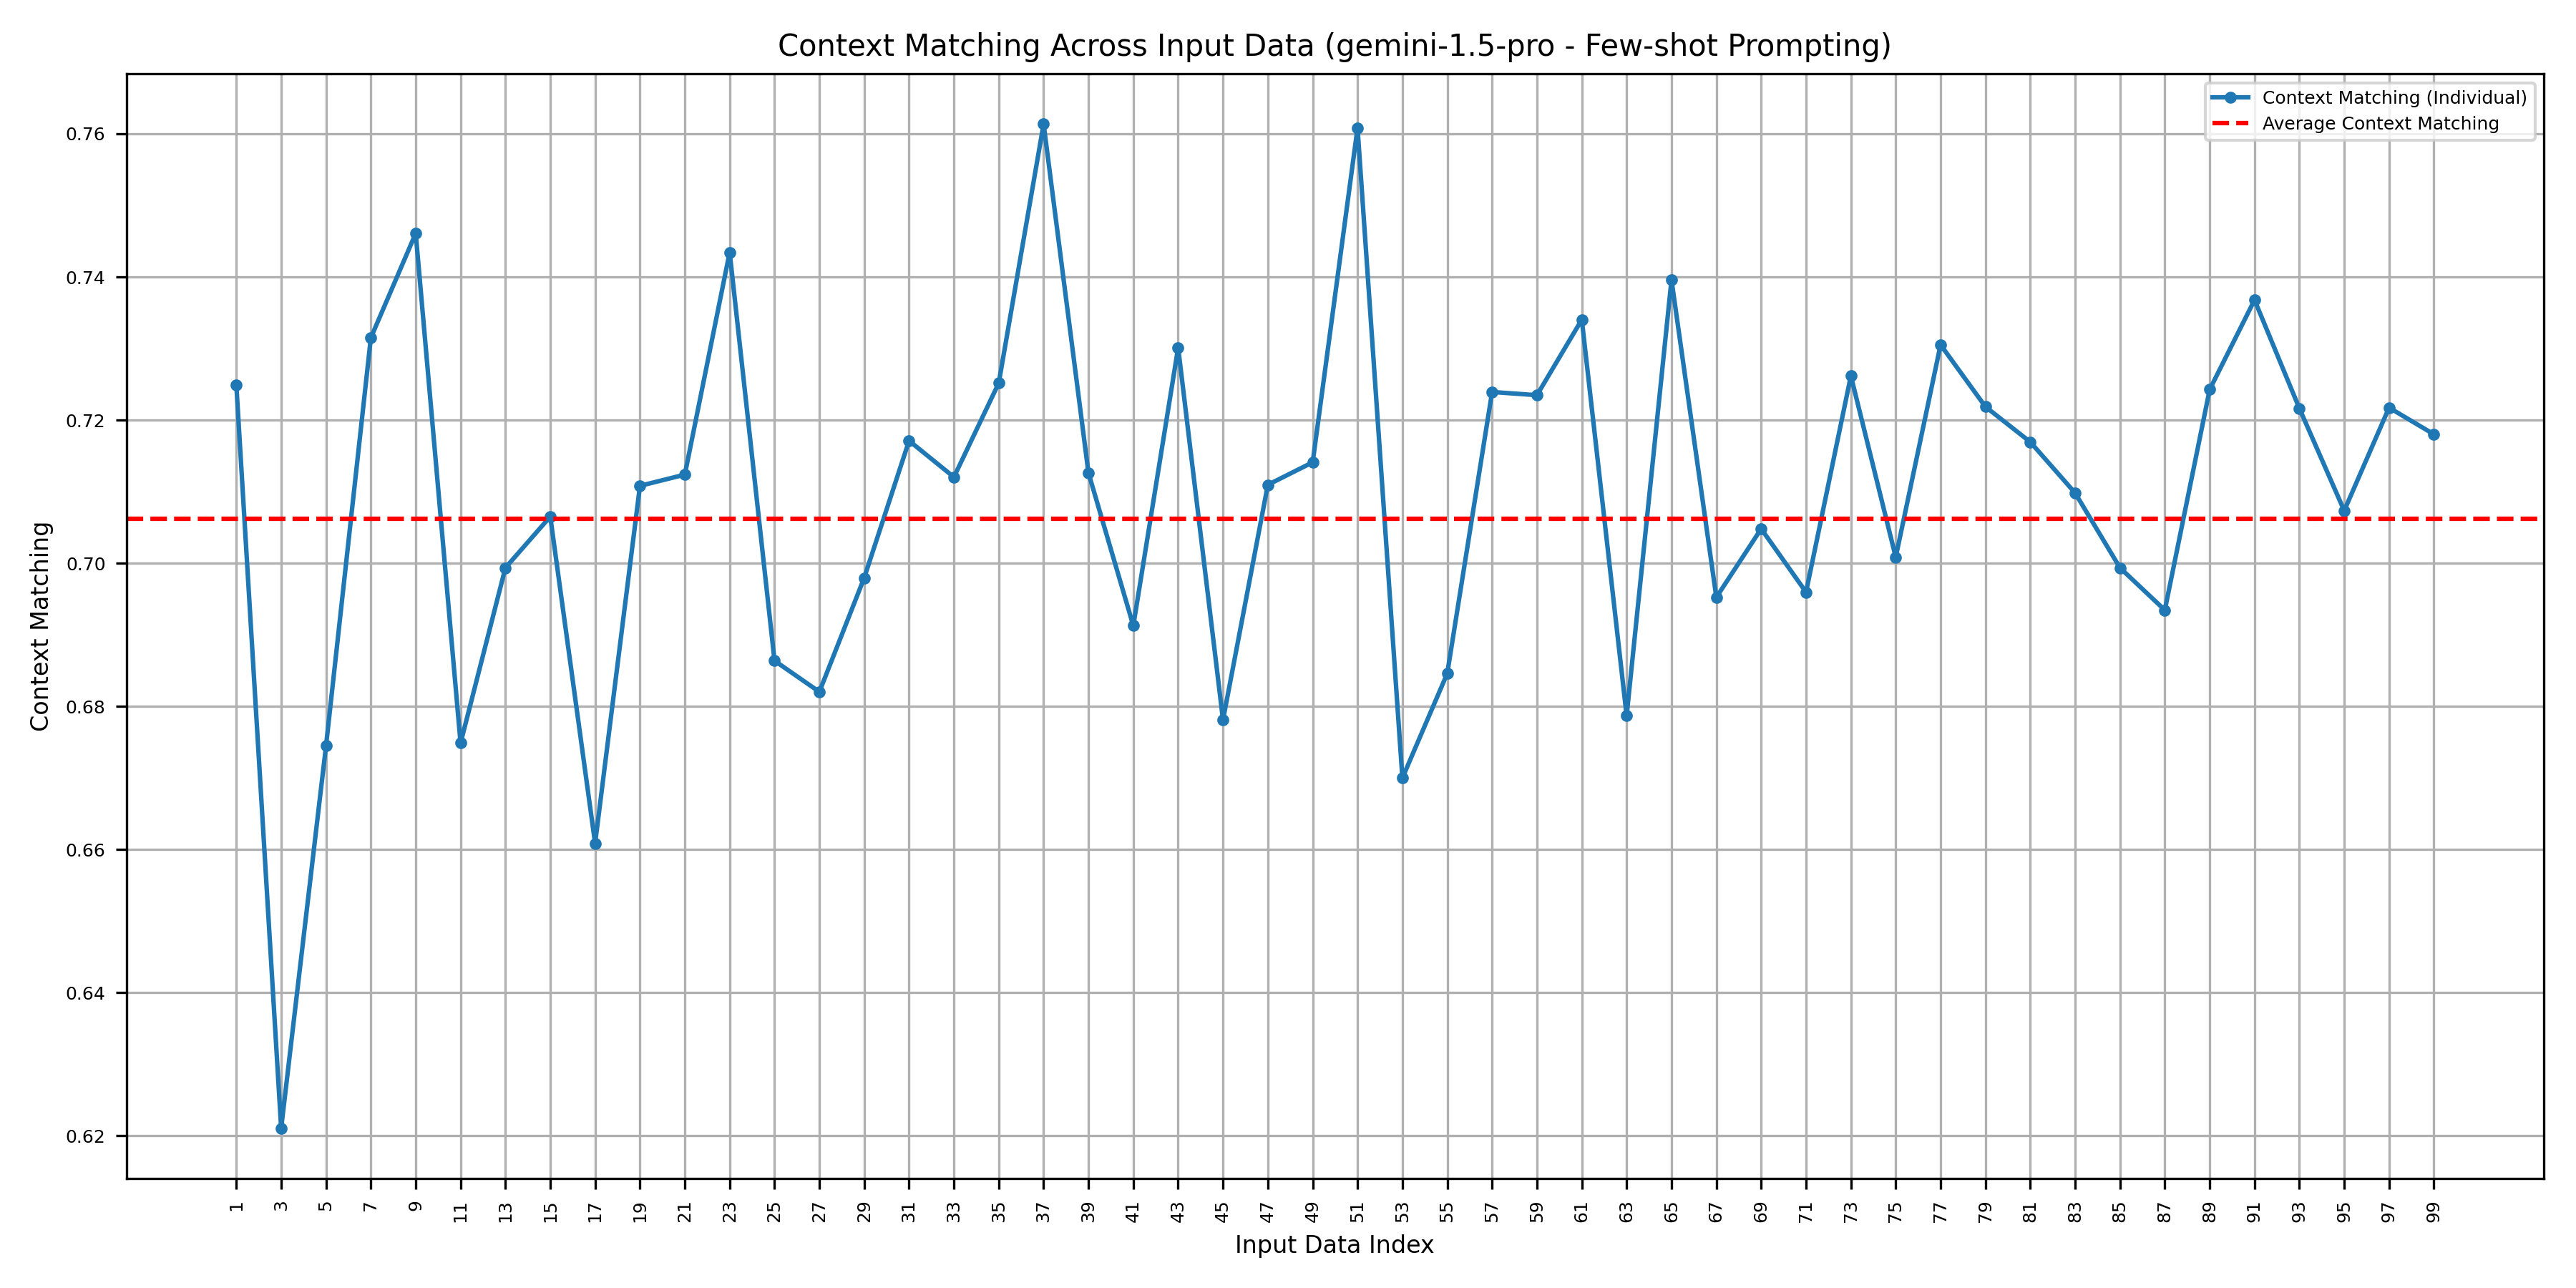 Context Matching Across Input Data (gemini-1.5-pro - Few-shot Prompting)
Context Matching (Individual)
Average Context Matching
Context Matching
0.76
0.74
0.72
0.70
0.68
0.66
0.64
0.62
1 3 5 7 9 11 13 15 17 19 21 23 25 27 29 31 33 35 37 39 41 43 45 47 49 51 53 55 57 59 61 63 65 67 69 71 73 75 77 79 81 83 85 87 89 91 93 95 97 99
Input Data Index